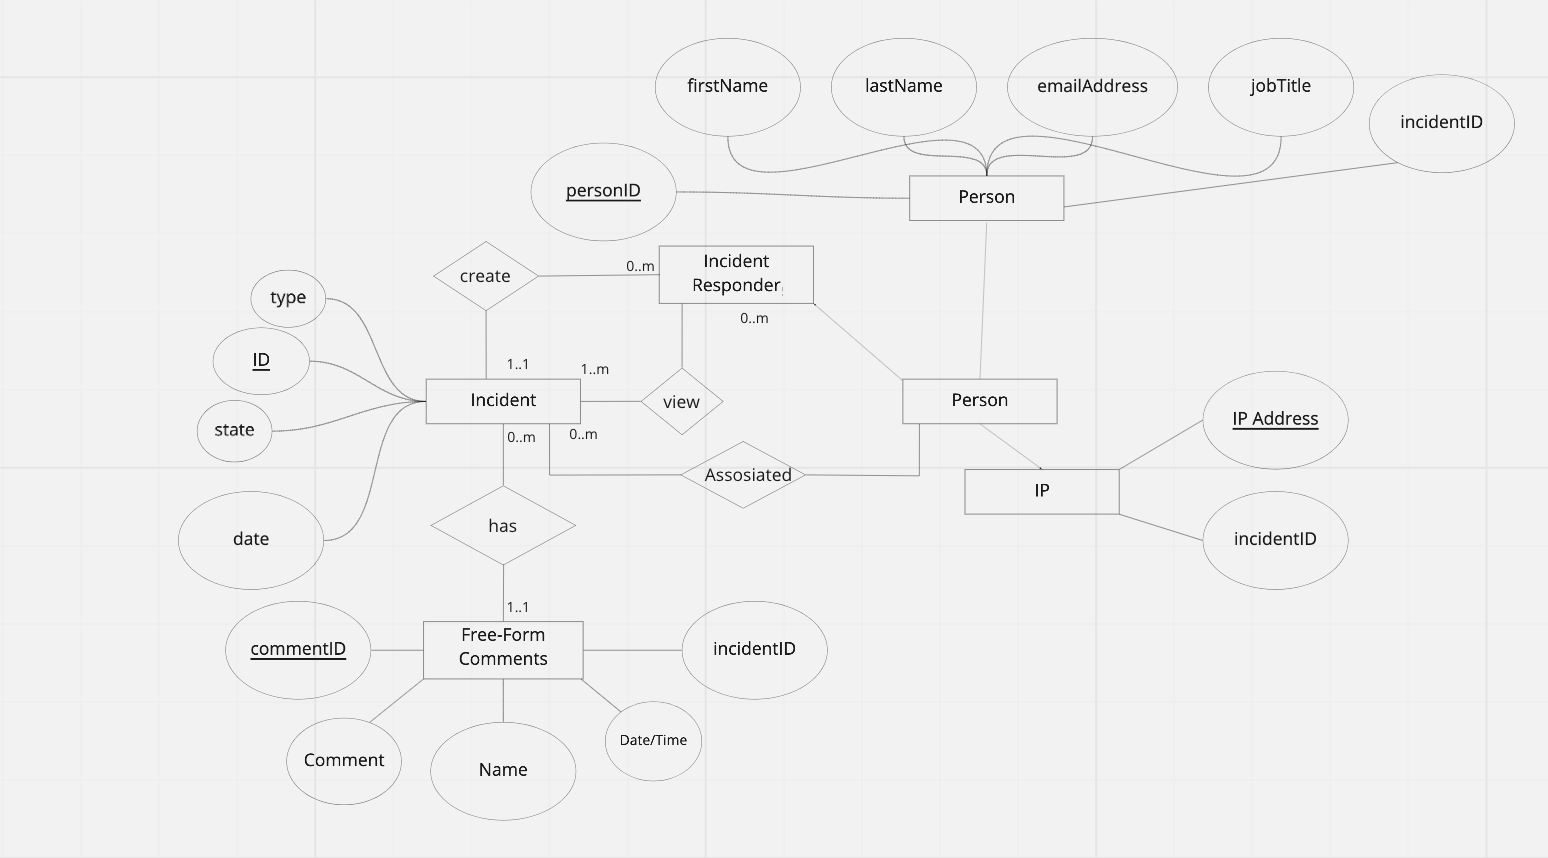 firstName
lastName
emailAddress
jobTitle
incidentID
personID
Person
create
0..m
Incident
Responder
0..m
type
ID
state
date
1..1
1..m
Incident
view
Person
0..m
0..m
Assosiated
IP Address
IP
incidentID
has
1..1
Free-Form
Comments
commentID
incidentID
Comment
Name
Date/Time